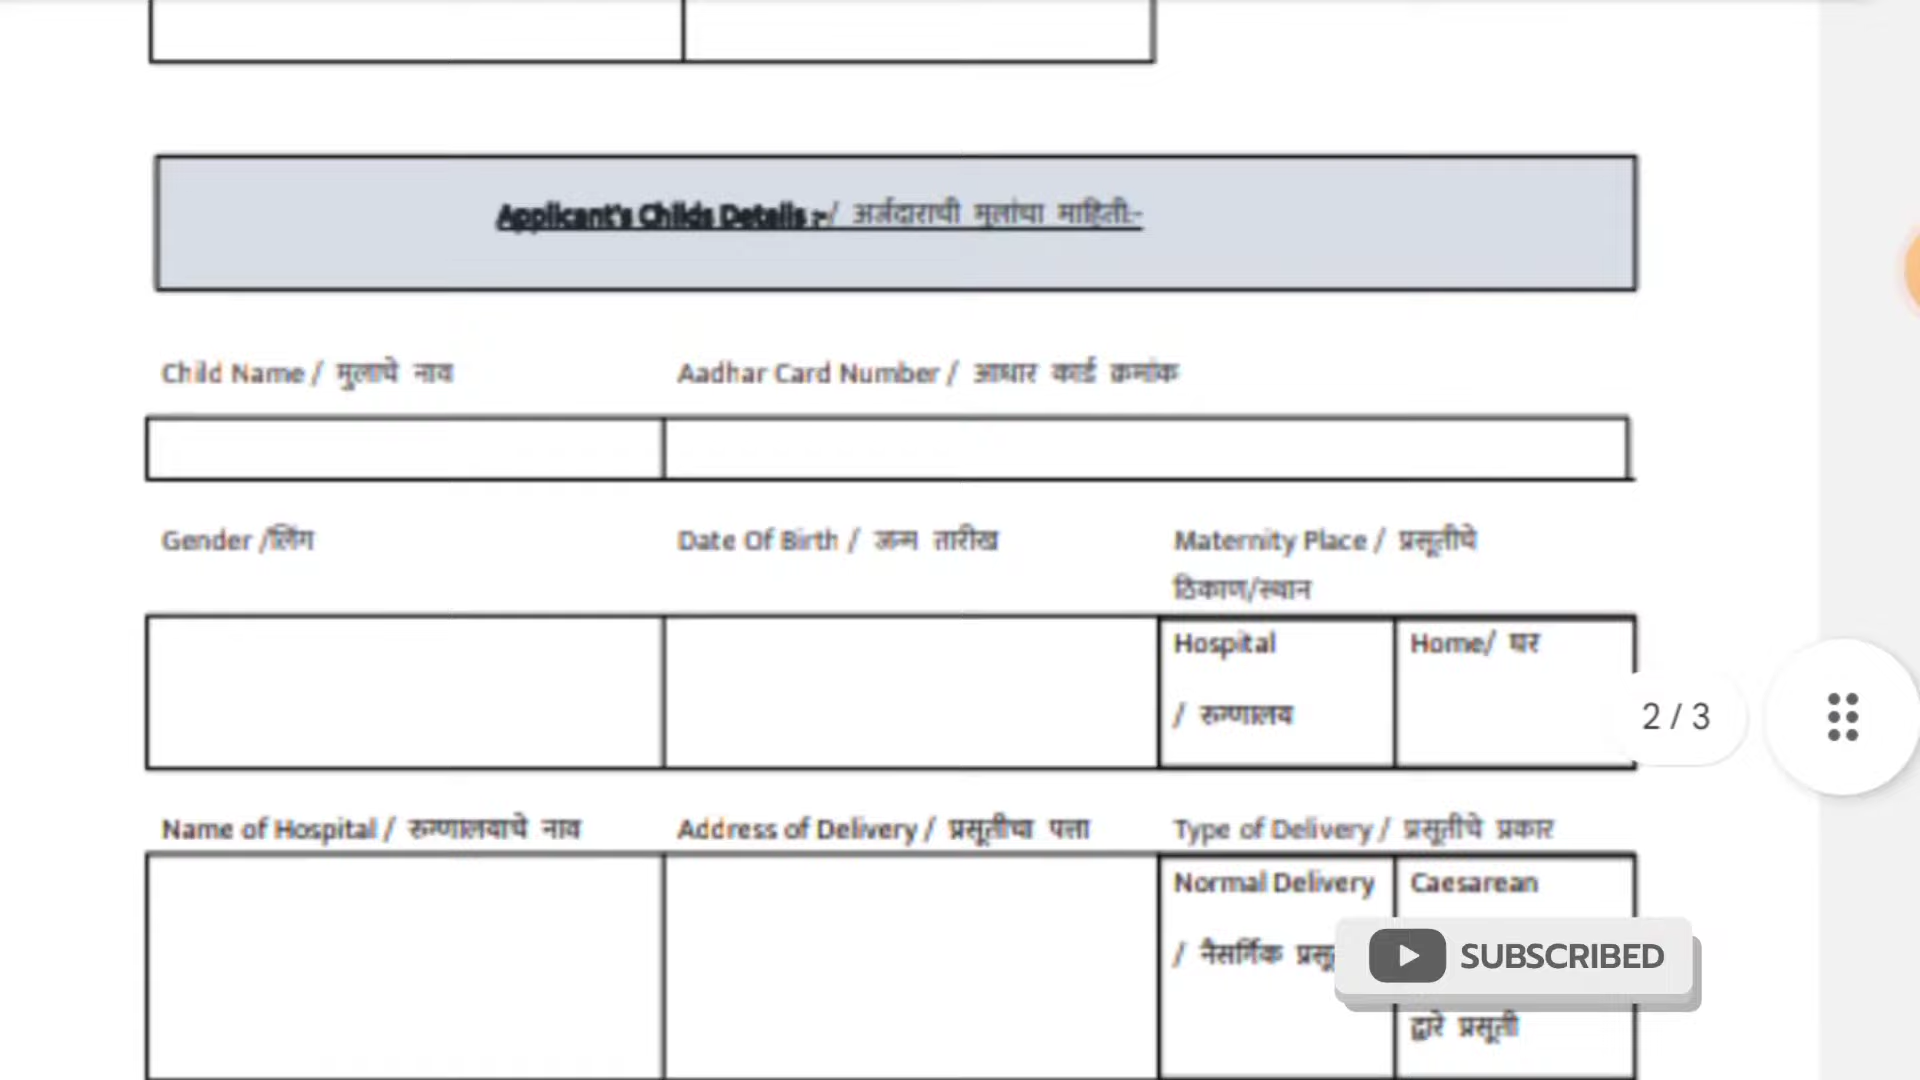 Applicant's Childs Details :-/ अर्जदाराची मूलांचा माहिती:-
Child Name / मुलाचे नाव
Aadhar Card Number / आधार कार्ड क्रमांक
Gender /लिंग
Date Of Birth / जन्म तारीख
Maternity Place / प्रसूतीचे
ठिकाण/स्थान
Hospital
/ रुग्णालय
Home/ घर
2 / 3
Name of Hospital / रुग्णालयाचे नाव
Address of Delivery / प्रसूतीचा पत्ता
Type of Delivery / प्रसूतीचे प्रकार
Normal Delivery
/ नैसर्गिक प्रसू
Caesarean
द्वारे प्रसूती
SUBSCRIBED